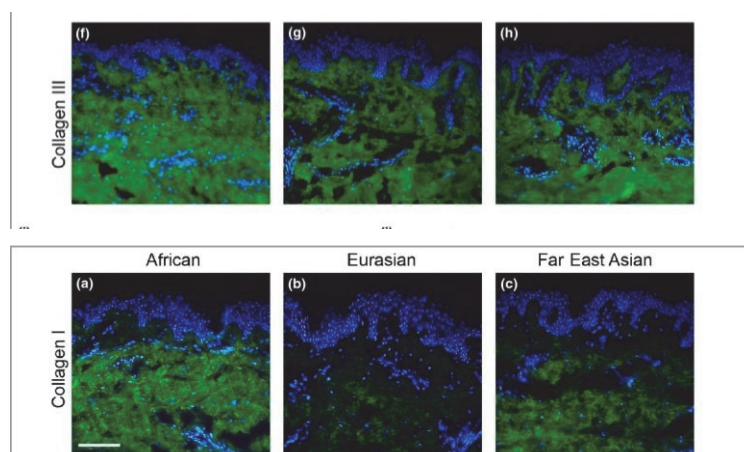 (f) (g) (h)
Collagen III
African Eurasian Far East Asian
(a) (b) (c)
Collagen I